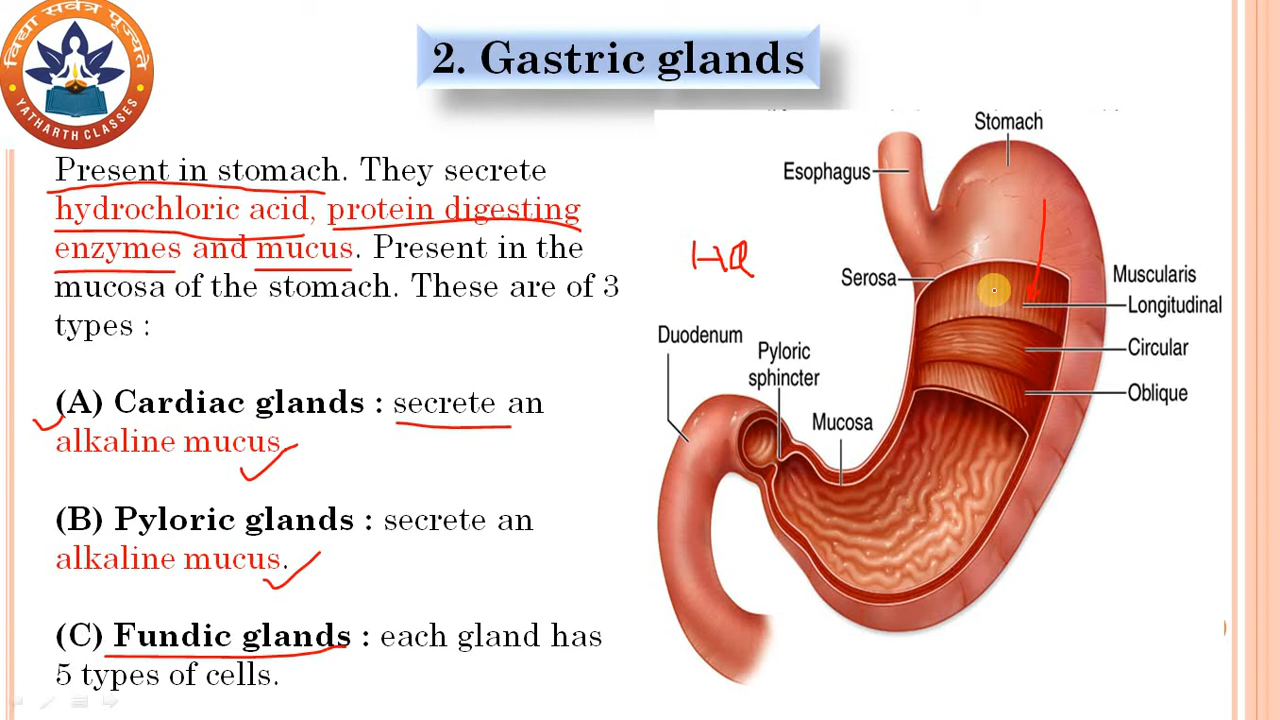 विद्या सर्वत्र पूज्यते
YATHARTH CLASSES
2. Gastric glands
Present in stomach. They secrete
hydrochloric acid, protein digesting
enzymes and mucus. Present in the
mucosa of the stomach. These are of 3
types :
(A) Cardiac glands : secrete an
alkaline mucus.
(B) Pyloric glands : secrete an
alkaline mucus.
(C) Fundic glands : each gland has
5 types of cells.
Stomach
Esophagus
Serosa
Muscularis
Longitudinal
Circular
Oblique
Duodenum
Pyloric
sphincter
Mucosa